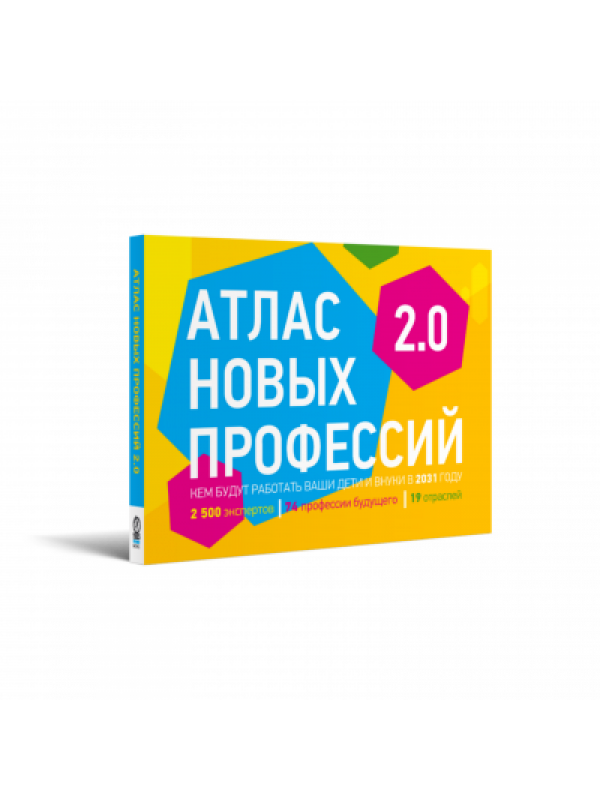 АТЛАС НОВЫХ ПРОФЕССИЙ 2.0
АТЛАС
2.0
НОВЫХ
ПРОФЕССИЙ
КЕМ БУДУТ РАБОТАТЬ ВАШИ ДЕТИ И ВНУКИ В 2031 ГОДУ
2 500 экспертов
74 профессии будущего
19 отраслей